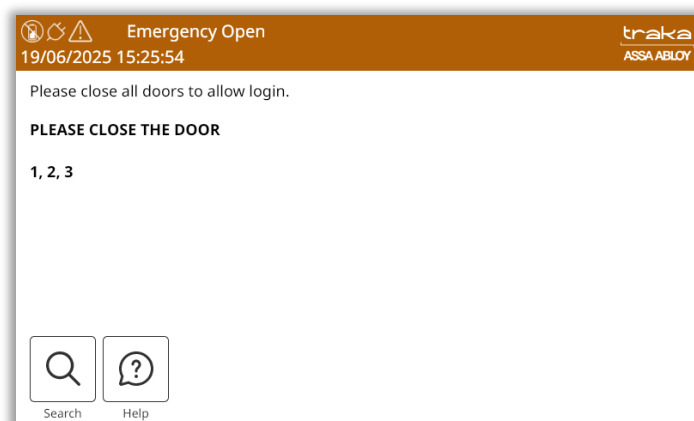 Emergency Open
traka
19/06/2025 15:25:54
ASSA ABLOY
Please close all doors to allow login.
PLEASE CLOSE THE DOOR
1, 2, 3
?
Search
Help